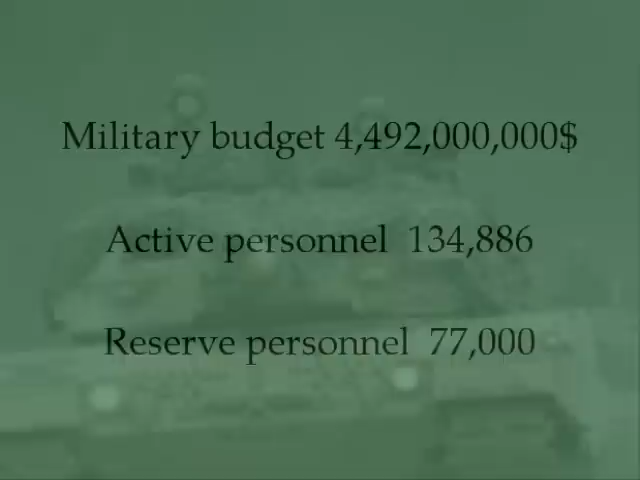 Military budget 4,492,000,000$
Active personnel 134,886
Reserve personnel 77,000